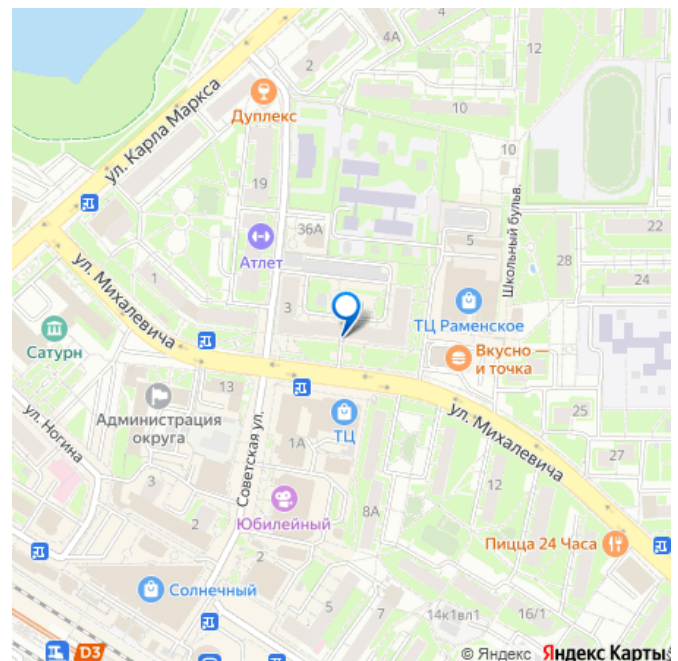 4А
2
12
Дуплекс
ул. Карла Маркса
10
10
19
Школьный бульв.
36А
5
22
Атлет
28
ул. Михалевича
1
24
3
ТЦ Раменское
Сатурн
Вкусно —
и точка
13
Администрация
округа
ул. Ногина
Советская ул.
ТЦ
ул. Михалевича
25
1А
27
3
12
2
Юбилейный
8А
Пицца 24 Часа
2
Солнечный
5
7
14к1вл1
16/1
D3
© Яндекс Яндекс Карты